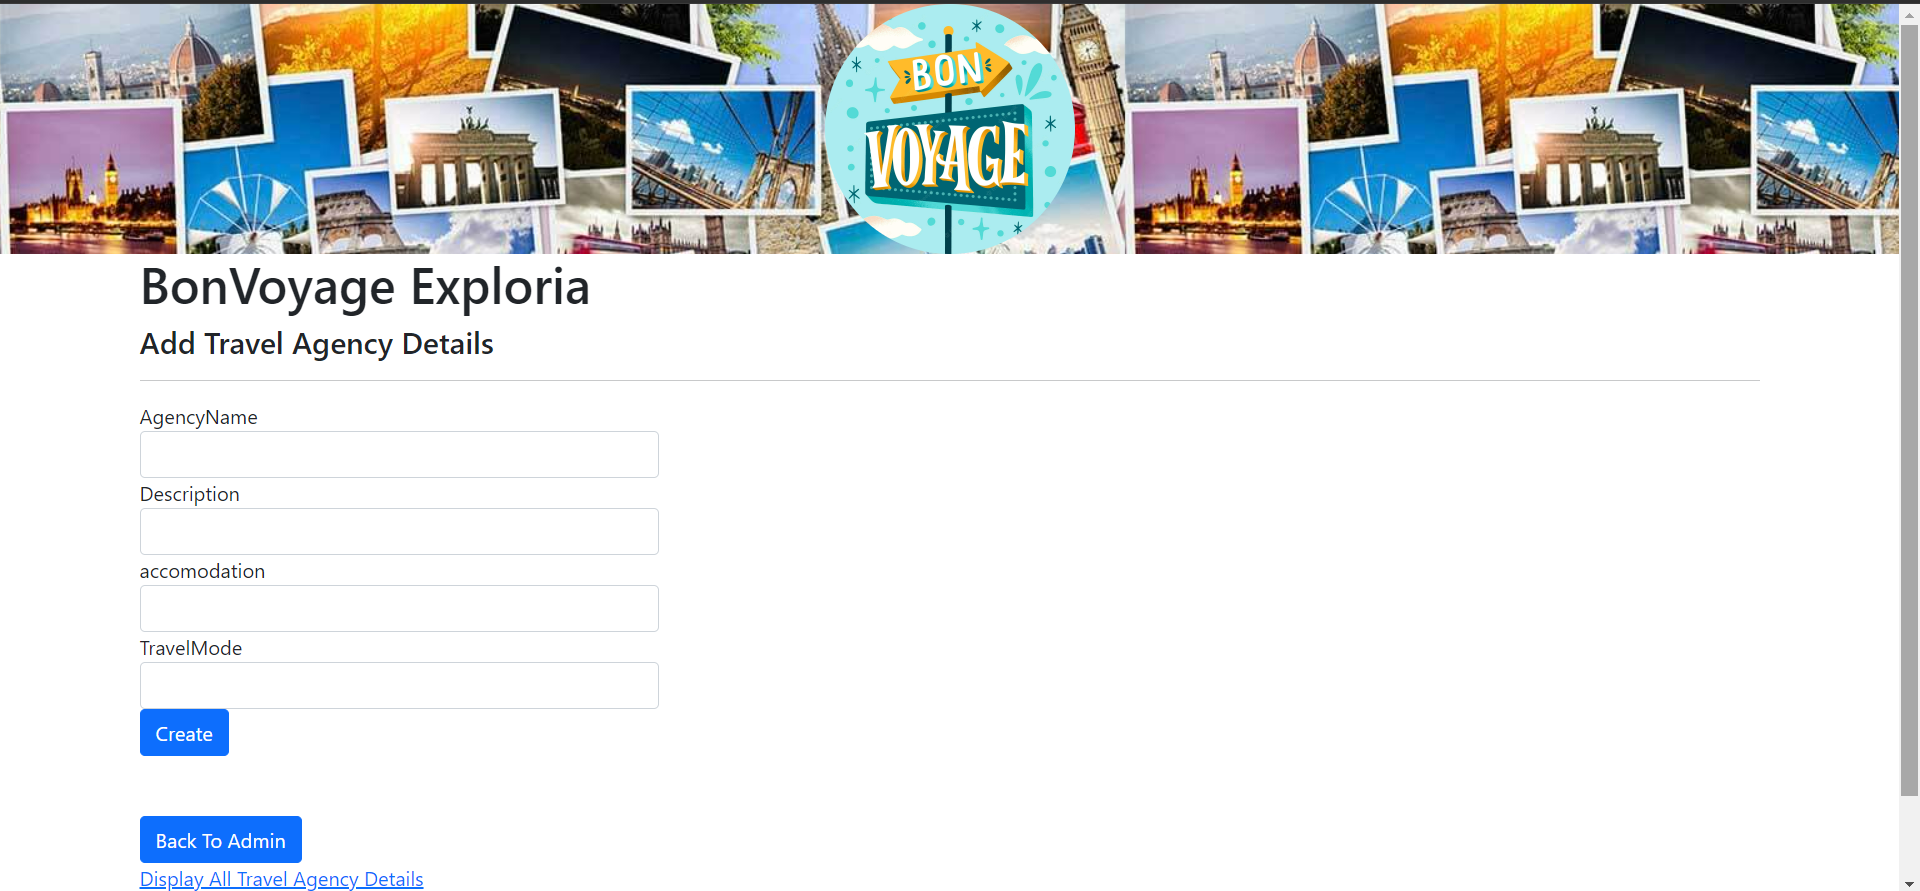 BON
VOYAGE
BonVoyage Exploria
Add Travel Agency Details
AgencyName
Description
accomodation
TravelMode
Create
Back To Admin
Display All Travel Agency Details